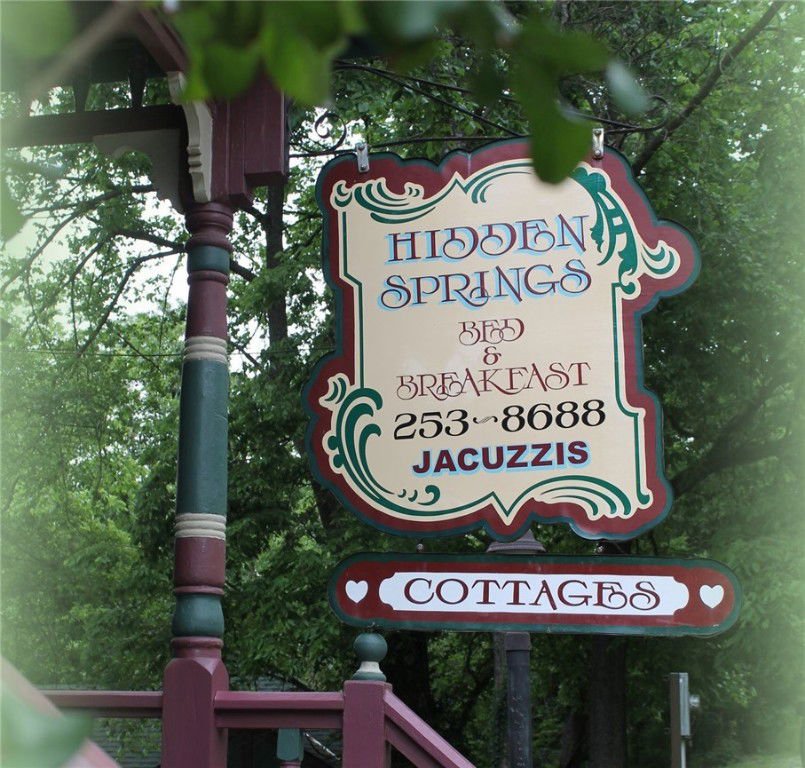 HIDDEN
SPRINGS
BED
&
BREAKFAST
253~8688
JACUZZIS
COTTAGES